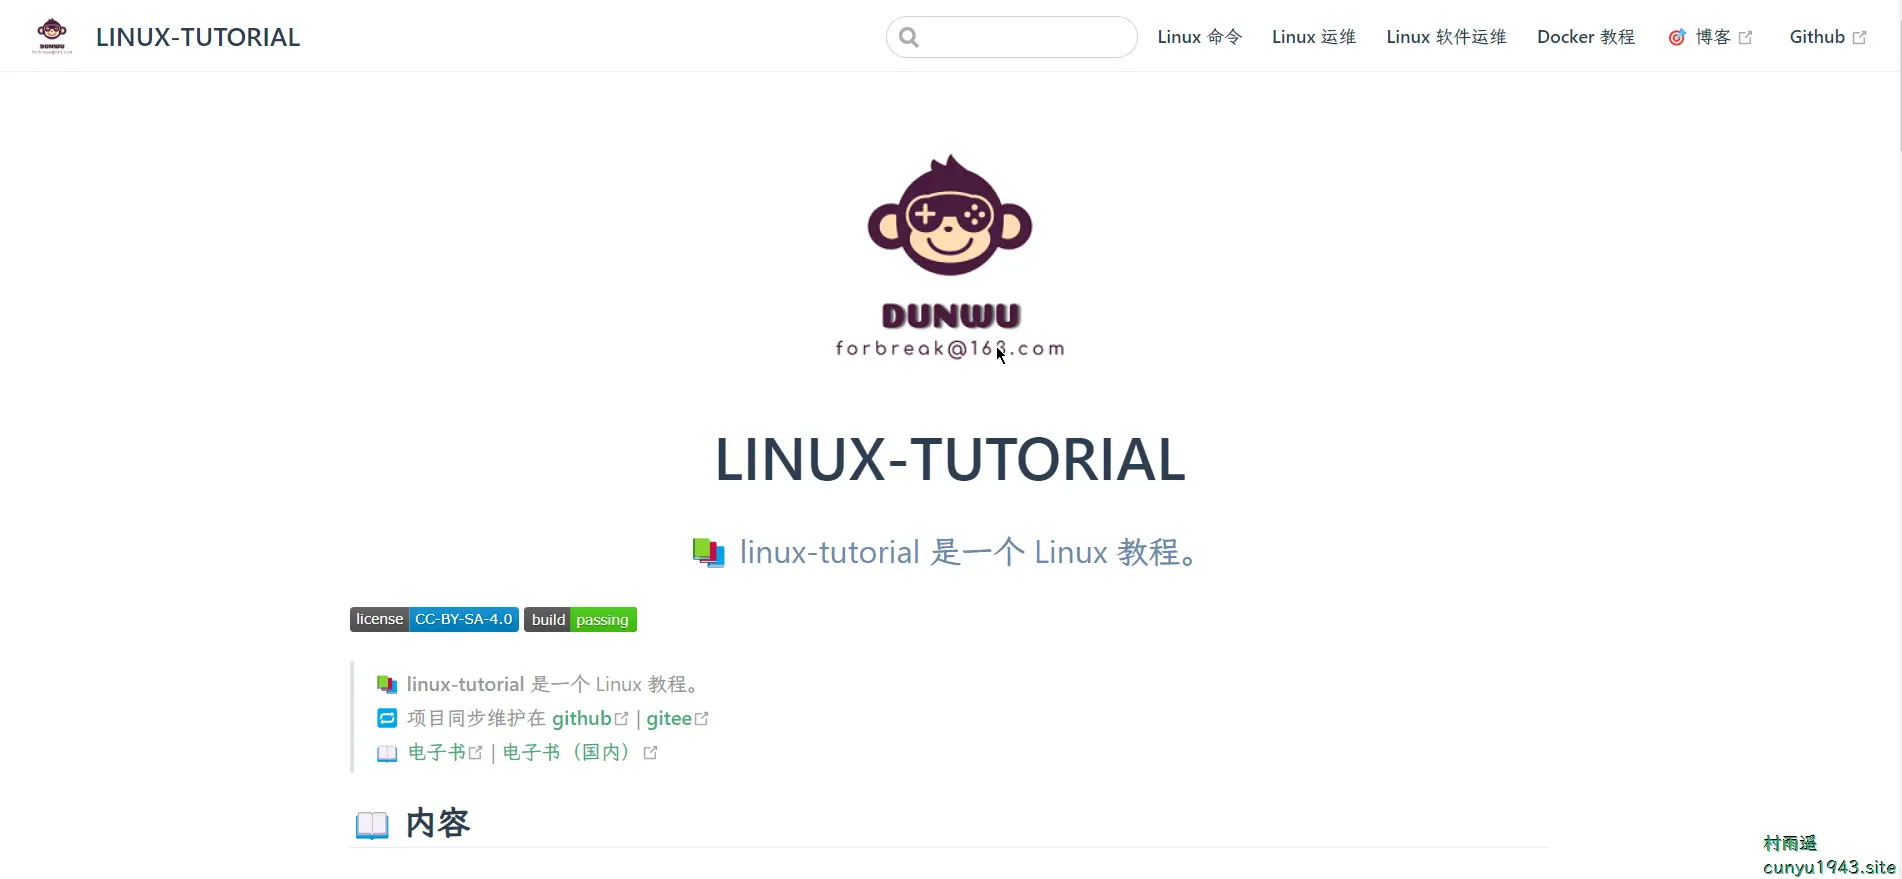 LINUX-TUTORIAL
Linux 命令 Linux 运维 Linux 软件运维 Docker 教程 博客 Github
DUNWU
forbreak@163.com
LINUX-TUTORIAL
linux-tutorial 是一个 Linux 教程。
license CC-BY-SA-4.0 build passing
linux-tutorial 是一个 Linux 教程。
项目同步维护在 github | gitee
电子书 | 电子书（国内）
内容
村雨遥
cunyu1943.site